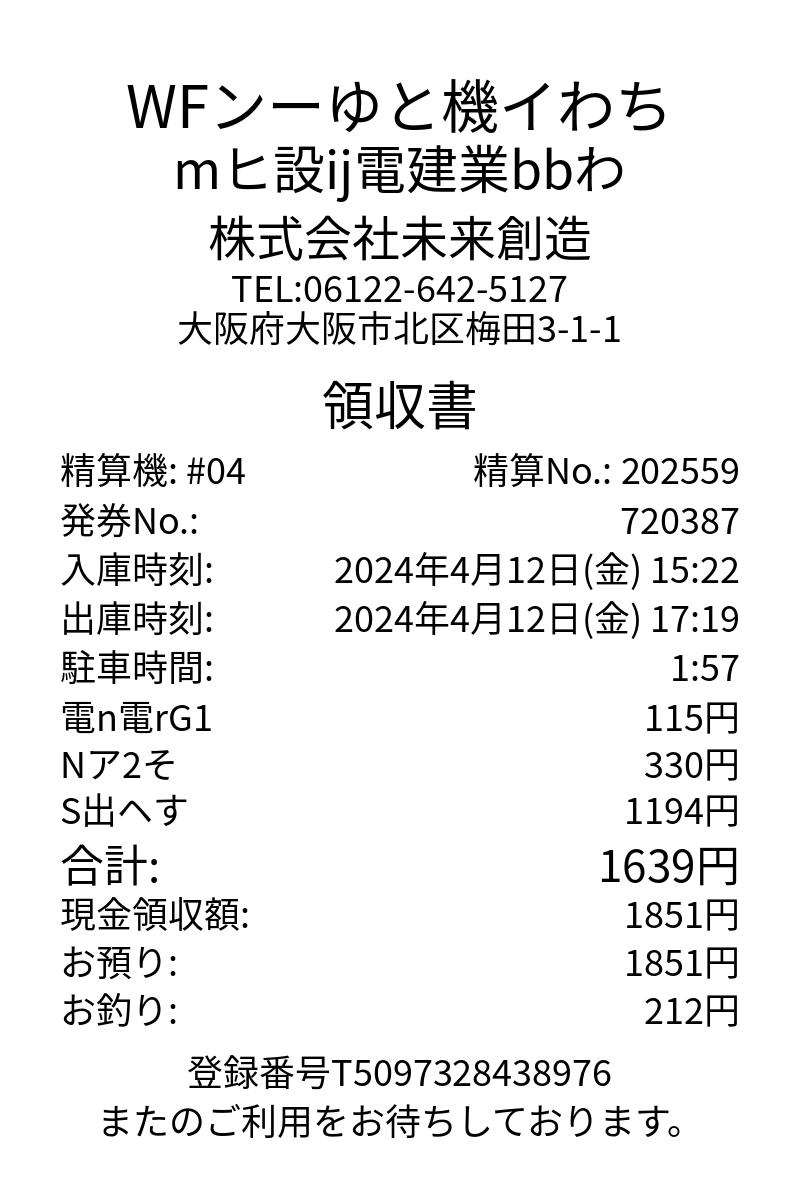 WFンーゆと機イわち
mヒ設ij電建業bbわ
株式会社未来創造
TEL:06122-642-5127
大阪府大阪市北区梅田3-1-1
領収書
精算機: #04 精算No.: 202559
発券No.: 720387
入庫時刻: 2024年4月12日(金) 15:22
出庫時刻: 2024年4月12日(金) 17:19
駐車時間: 1:57
電n電rG1 115円
Nア2そ 330円
S出へす 1194円
合計: 1639円
現金領収額: 1851円
お預り: 1851円
お釣り: 212円
登録番号T5097328438976
またのご利用をお待ちしております。